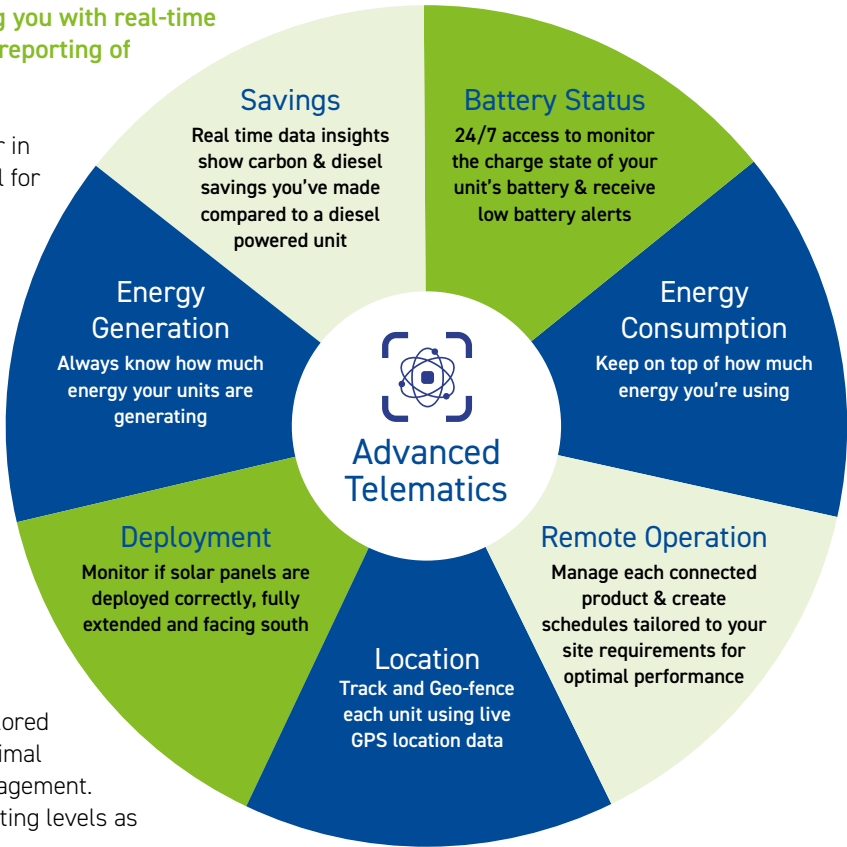 g you with real-time
reporting of
r in
l for
ored
imal
agement.
ting levels as
Savings
Real time data insights
show carbon & diesel
savings you've made
compared to a diesel
powered unit
Battery Status
24/7 access to monitor
the charge state of your
unit's battery & receive
low battery alerts
Energy
Generation
Always know how much
energy your units are
generating
Energy
Consumption
Keep on top of how much
energy you're using
Advanced
Telematics
Deployment
Monitor if solar panels are
deployed correctly, fully
extended and facing south
Remote Operation
Manage each connected
product & create
schedules tailored to your
site requirements for
optimal performance
Location
Track and Geo-fence
each unit using live
GPS location data